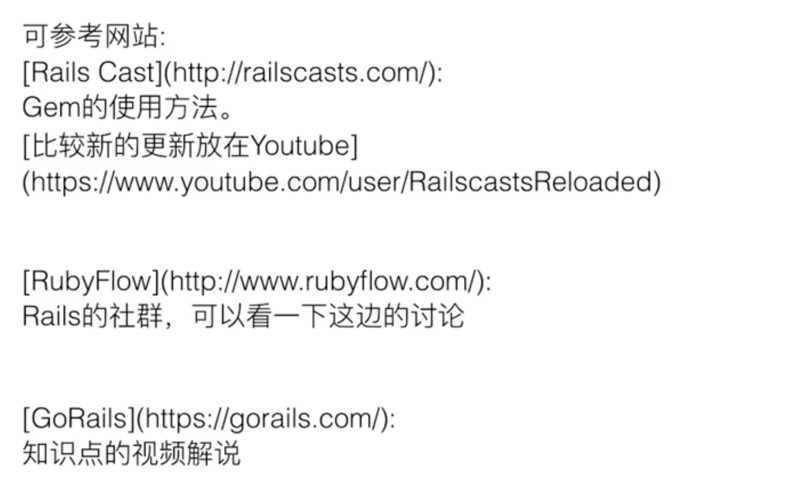 可参考网站:
[Rails Cast](http://railscasts.com/):
Gem的使用方法。
[比较新的更新放在Youtube]
(https://www.youtube.com/user/RailscastsReloaded)
[RubyFlow](http://www.rubyflow.com/):
Rails的社群，可以看一下这边的讨论
[GoRails](https://gorails.com/):
知识点的视频解说